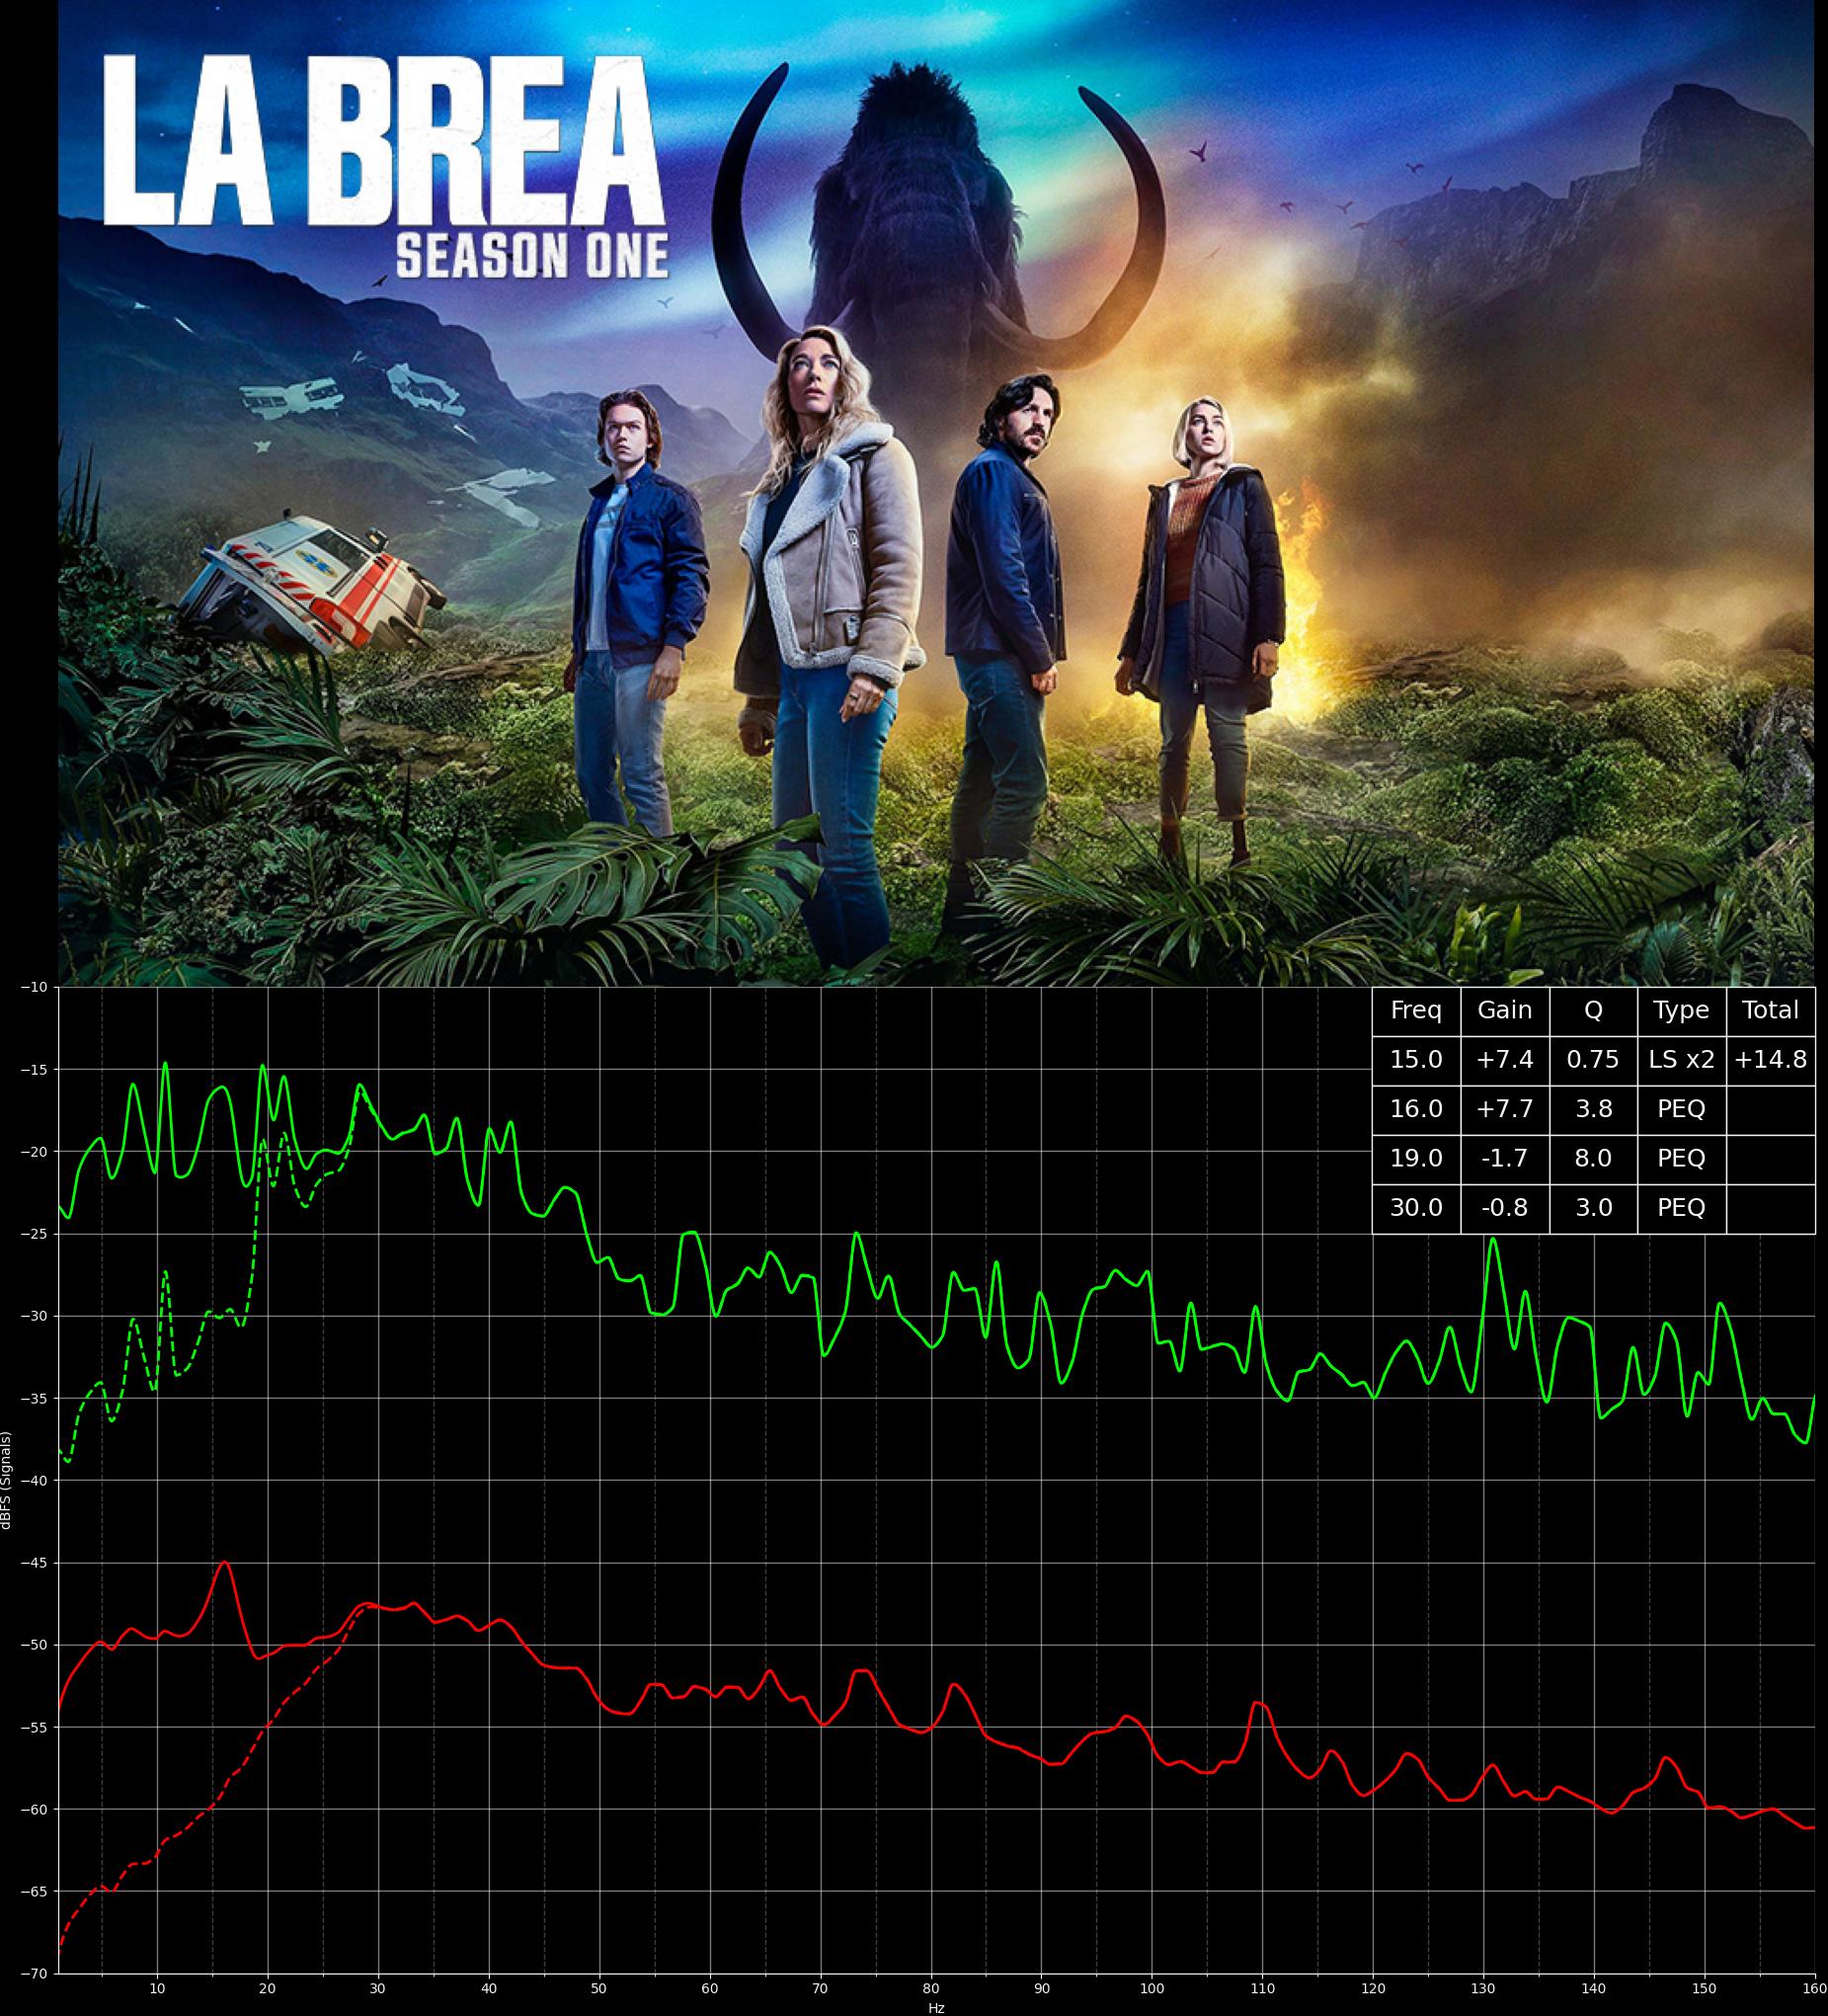 LA BREA
SEASON ONE
Freq Gain Q Type Total
15.0 +7.4 0.75 LS x2 +14.8
16.0 +7.7 3.8 PEQ
19.0 -1.7 8.0 PEQ
30.0 -0.8 3.0 PEQ
−10
−15
−20
−25
−30
−35
−40
−45
−50
−55
−60
−65
−70
dBFS (Signals)
10 20 30 40 50 60 70 80 90 100 110 120 130 140 150 160
Hz